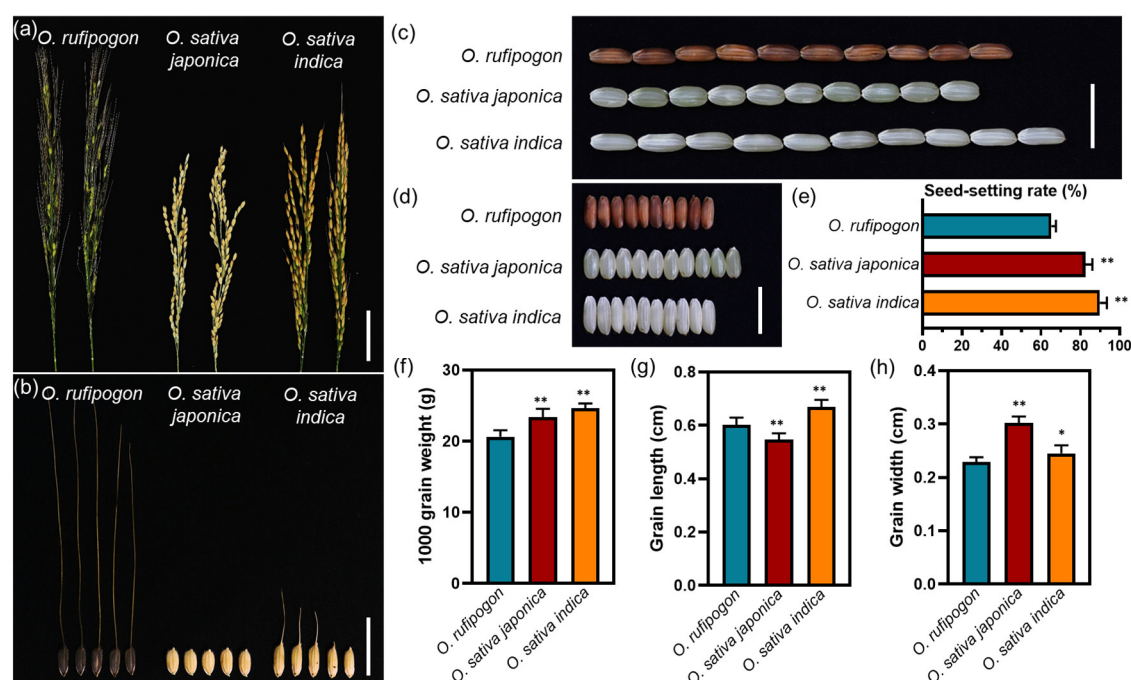 (a)
O. rufipogon
O. sativa
japonica
O. sativa
indica
(b)
O. rufipogon
O. sativa
japonica
O. sativa
indica
(c)
O. rufipogon
O. sativa japonica
O. sativa indica
(d)
O. rufipogon
O. sativa japonica
O. sativa indica
(e)
Seed-setting rate (%)
O. rufipogon
O. sativa japonica
**
O. sativa indica
**
0 20 40 60 80 100
(f)
1000 grain weight (g)
30
20
10
0
** **
O. rufipogon
O. sativa japonica
O. sativa indica
(g)
Grain length (cm)
0.8
0.6
0.4
0.2
0.0
** **
O. rufipogon
O. sativa japonica
O. sativa indica
(h)
Grain width (cm)
0.4
0.3
0.2
0.1
0.0
** *
O. rufipogon
O. sativa japonica
O. sativa indica